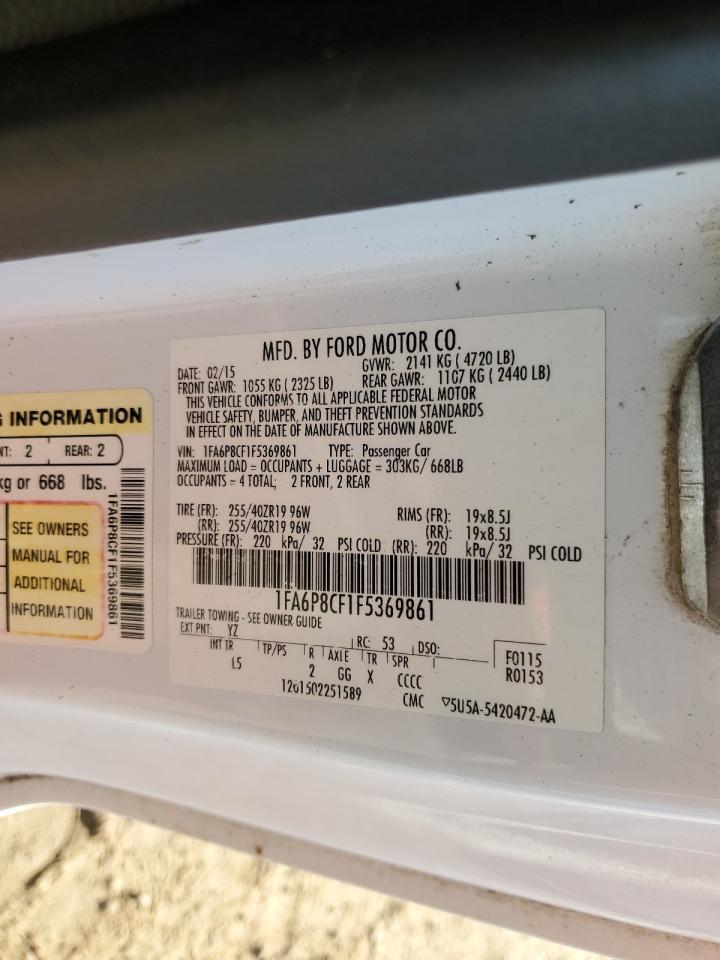 MFD. BY FORD MOTOR CO.
DATE: 02/15 GVWR: 2141 KG ( 4720 LB)
FRONT GAWR: 1055 KG ( 2325 LB) REAR GAWR: 1107 KG ( 2440 LB)
THIS VEHICLE CONFORMS TO ALL APPLICABLE FEDERAL MOTOR
VEHICLE SAFETY, BUMPER, AND THEFT PREVENTION STANDARDS
IN EFFECT ON THE DATE OF MANUFACTURE SHOWN ABOVE.
VIN: 1FA6P8CF1F5369861 TYPE: Passenger Car
MAXIMUM LOAD = OCCUPANTS + LUGGAGE = 303KG/ 668LB
OCCUPANTS = 4 TOTAL; 2 FRONT, 2 REAR
TIRE (FR): 255/40ZR19 96W RIMS (FR): 19x8.5J
(RR): 255/40ZR19 96W (RR): 19x8.5J
PRESSURE (FR): 220 kPa/ 32 PSI COLD (RR): 220 kPa/ 32 PSI COLD
1FA6P8CF1F5369861
TRAILER TOWING - SEE OWNER GUIDE
EXT PNT: YZ RC: 53 DSO: F0115
INT TR TP/PS R AXLE TR SPR R0153
L5 2 GG X CCCC
1201502251589 CMC ▽5U5A-5420472-AA
INFORMATION
2 REAR: 2
kg or 668 lbs.
SEE OWNERS
MANUAL FOR
ADDITIONAL
INFORMATION
1FA6P8CF1F5369861